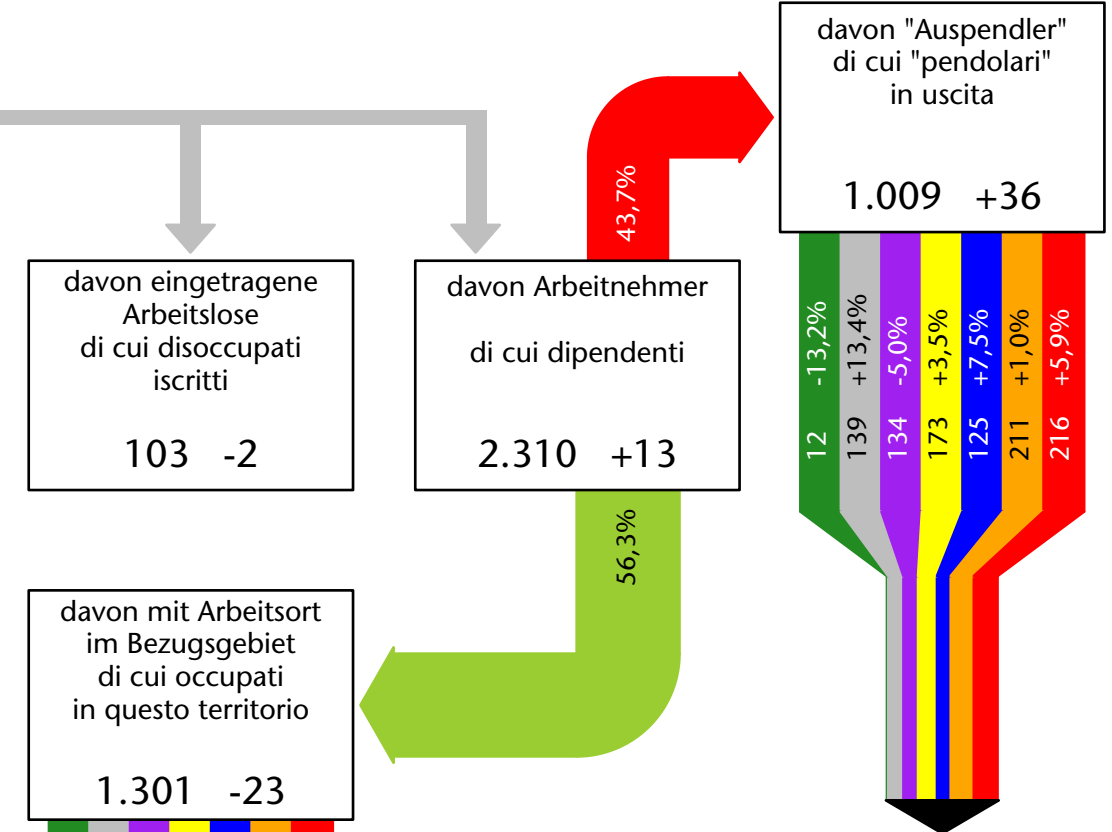 davon "Auspendler"
di cui "pendolari"
in uscita
1.009 +36
43,7%
davon eingetragene
Arbeitslose
di cui disoccupati
iscritti
103 -2
davon Arbeitnehmer
di cui dipendenti
2.310 +13
12 -13,2%
139 +13,4%
134 -5,0%
173 +3,5%
125 +7,5%
211 +1,0%
216 +5,9%
56,3%
davon mit Arbeitsort
im Bezugsgebiet
di cui occupati
in questo territorio
1.301 -23